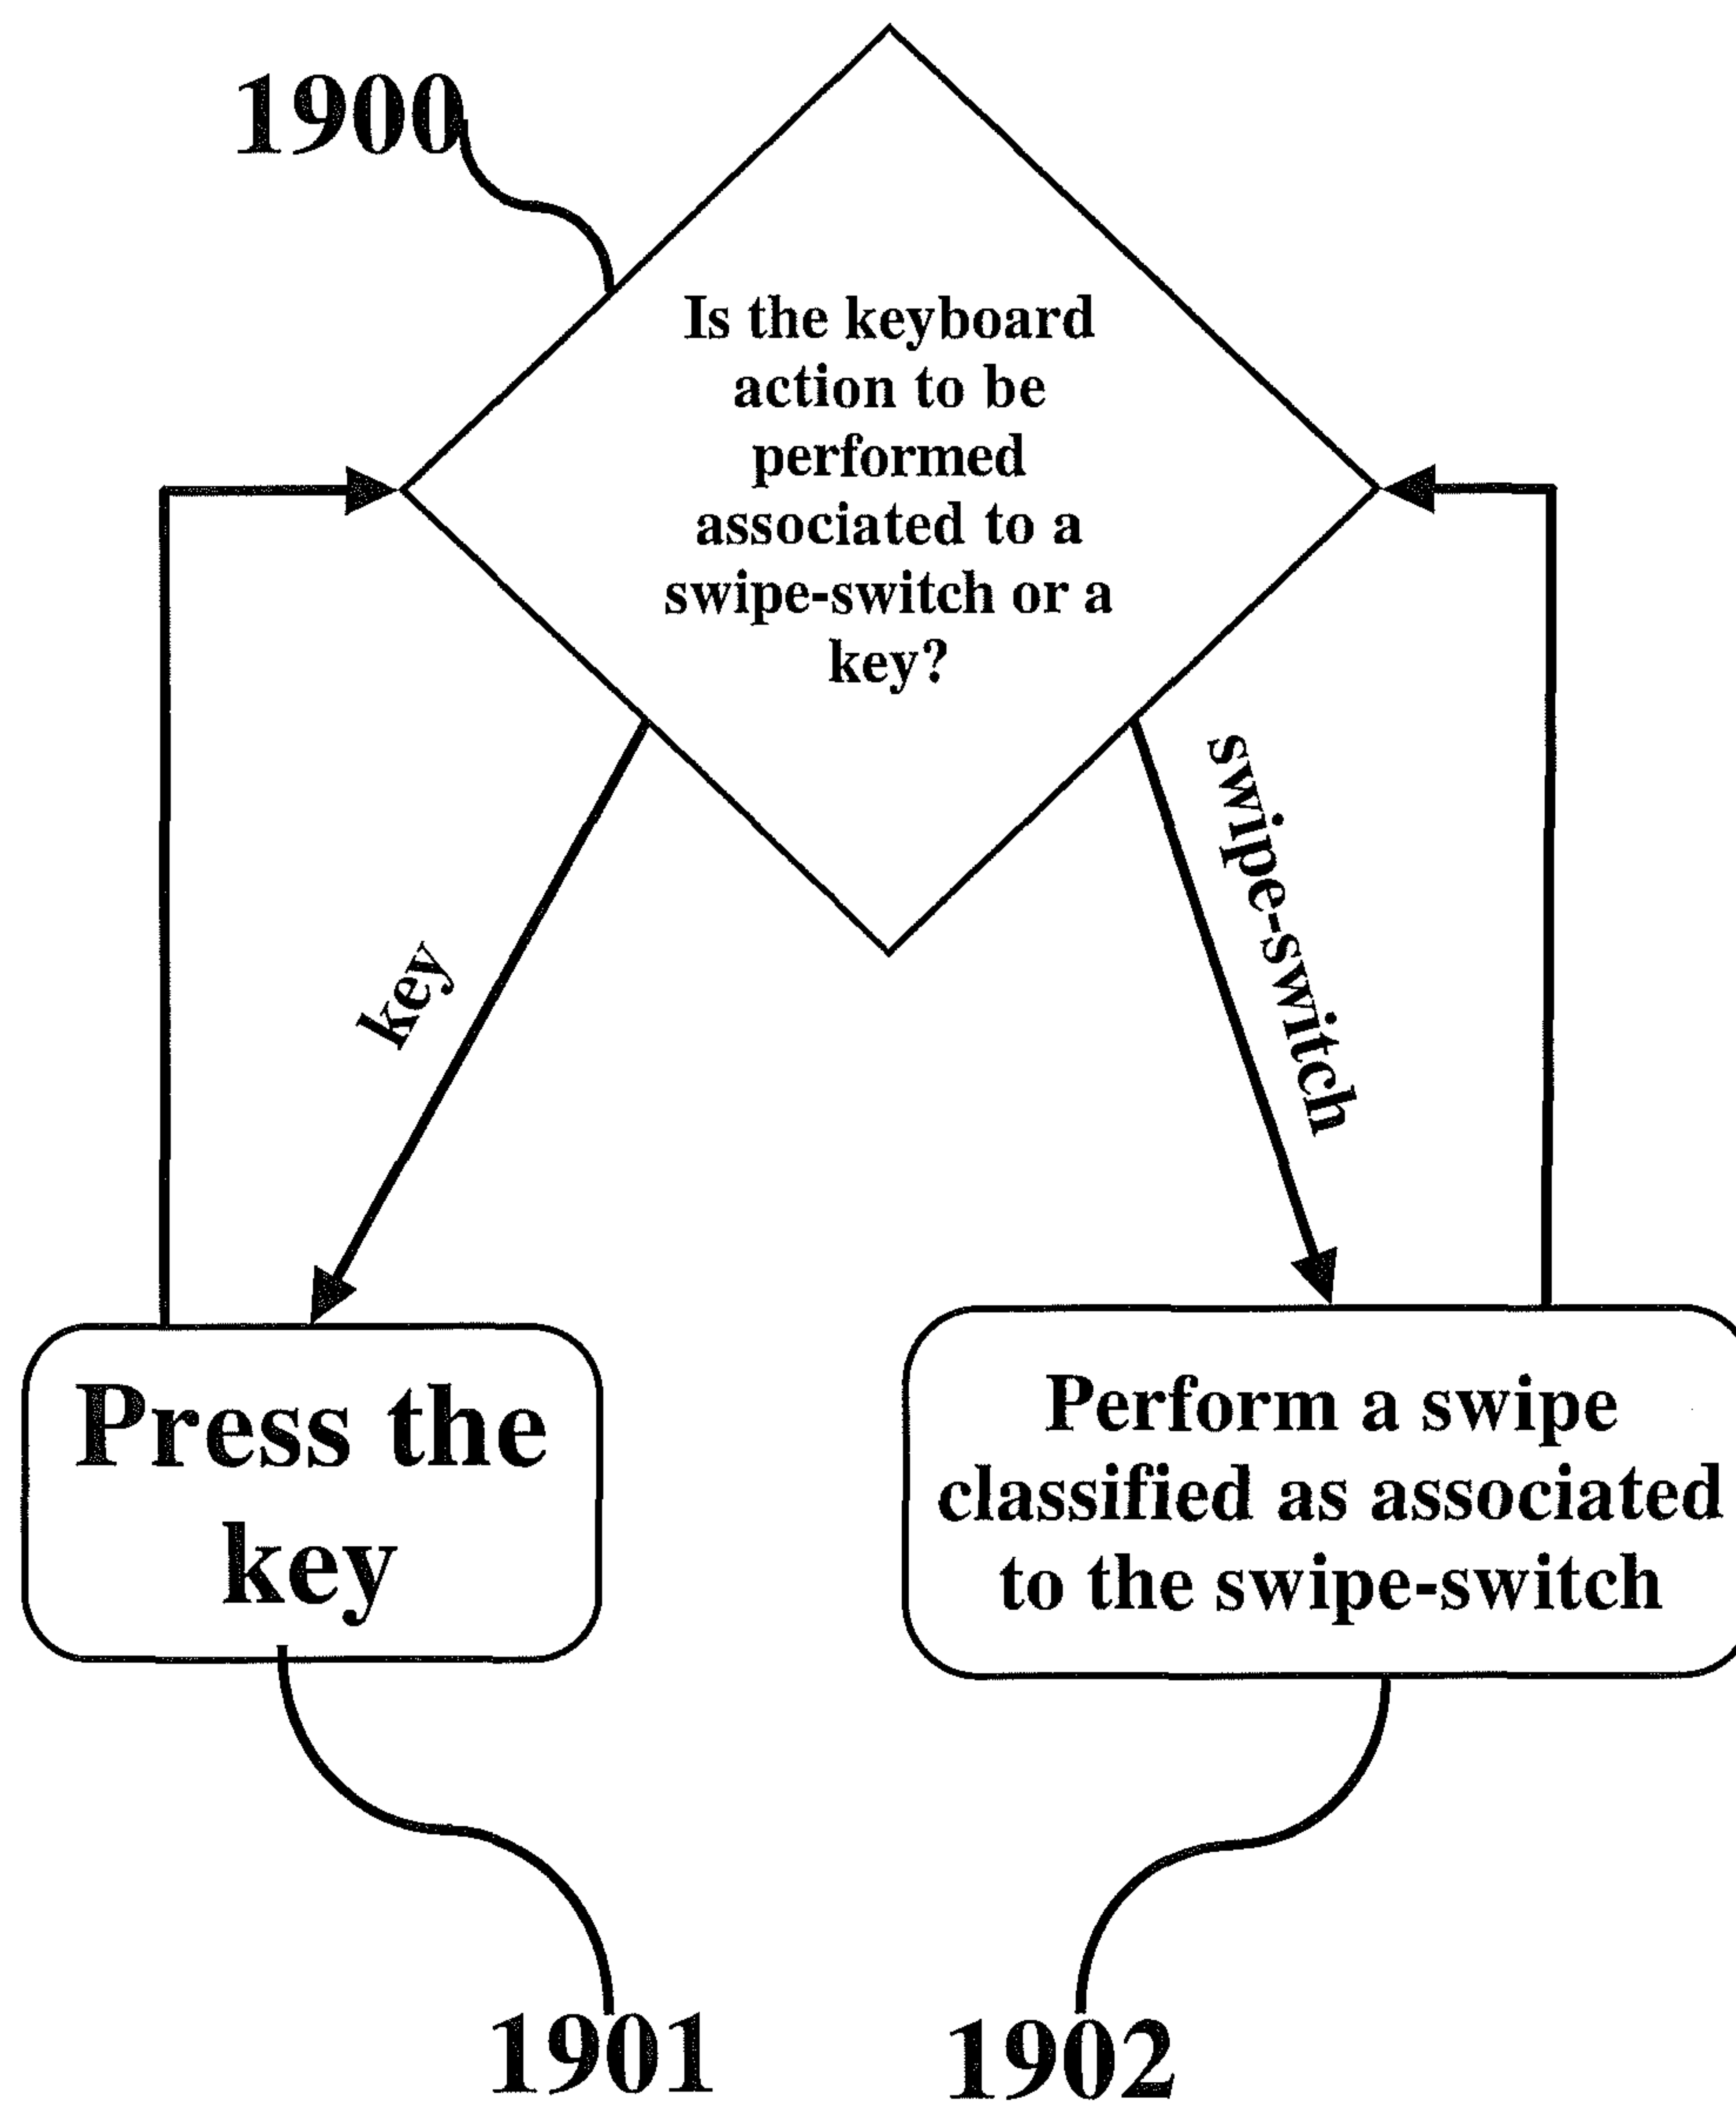 1900
Is the keyboard
action to be
performed
associated to a
swipe-switch or a
key?
key
swipe-switch
Press the
key
Perform a swipe
classified as associated
to the swipe-switch
1901
1902